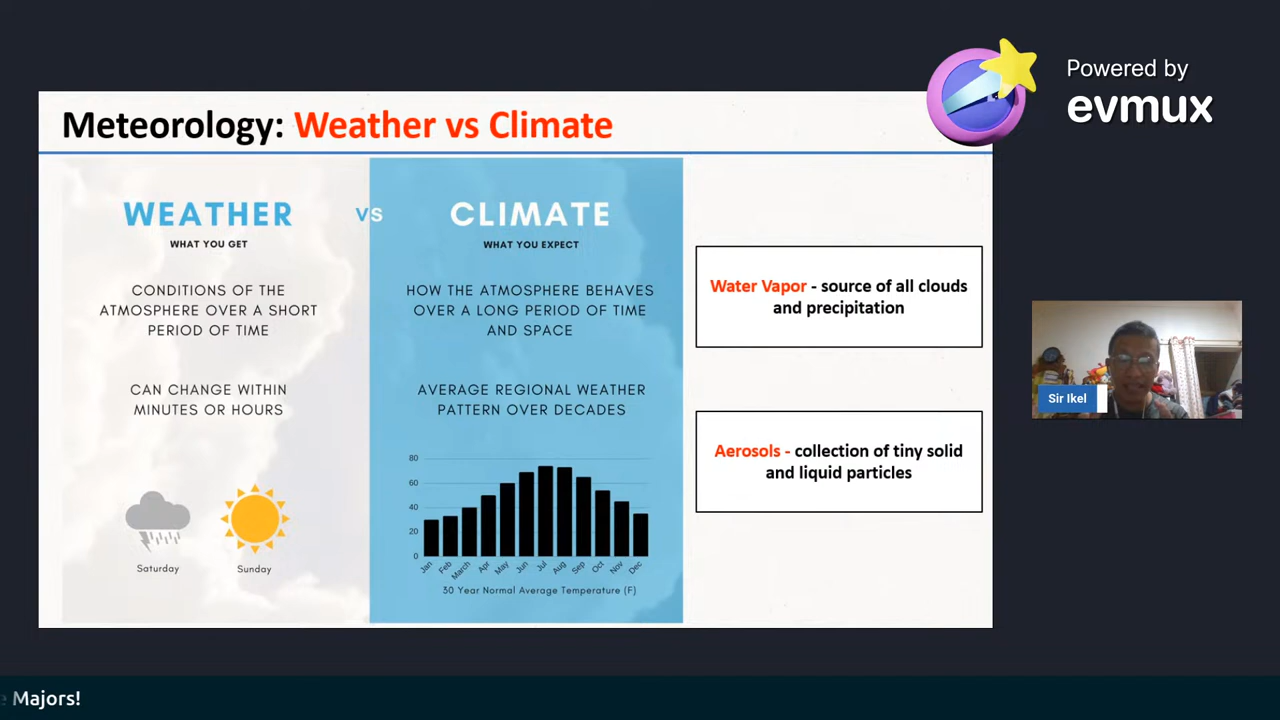 Powered by
evmux
Meteorology: Weather vs Climate
WEATHER
VS
CLIMATE
WHAT YOU GET
WHAT YOU EXPECT
CONDITIONS OF THE
ATMOSPHERE OVER A SHORT
PERIOD OF TIME
HOW THE ATMOSPHERE BEHAVES
OVER A LONG PERIOD OF TIME
AND SPACE
CAN CHANGE WITHIN
MINUTES OR HOURS
AVERAGE REGIONAL WEATHER
PATTERN OVER DECADES
80
60
40
20
0
Jan Feb March Apr May Jun Jul Aug Sep Oct Nov Dec
30 Year Normal Average Temperature (F)
Saturday
Sunday
Water Vapor - source of all clouds
and precipitation
Aerosols - collection of tiny solid
and liquid particles
Sir Ikel
Majors!